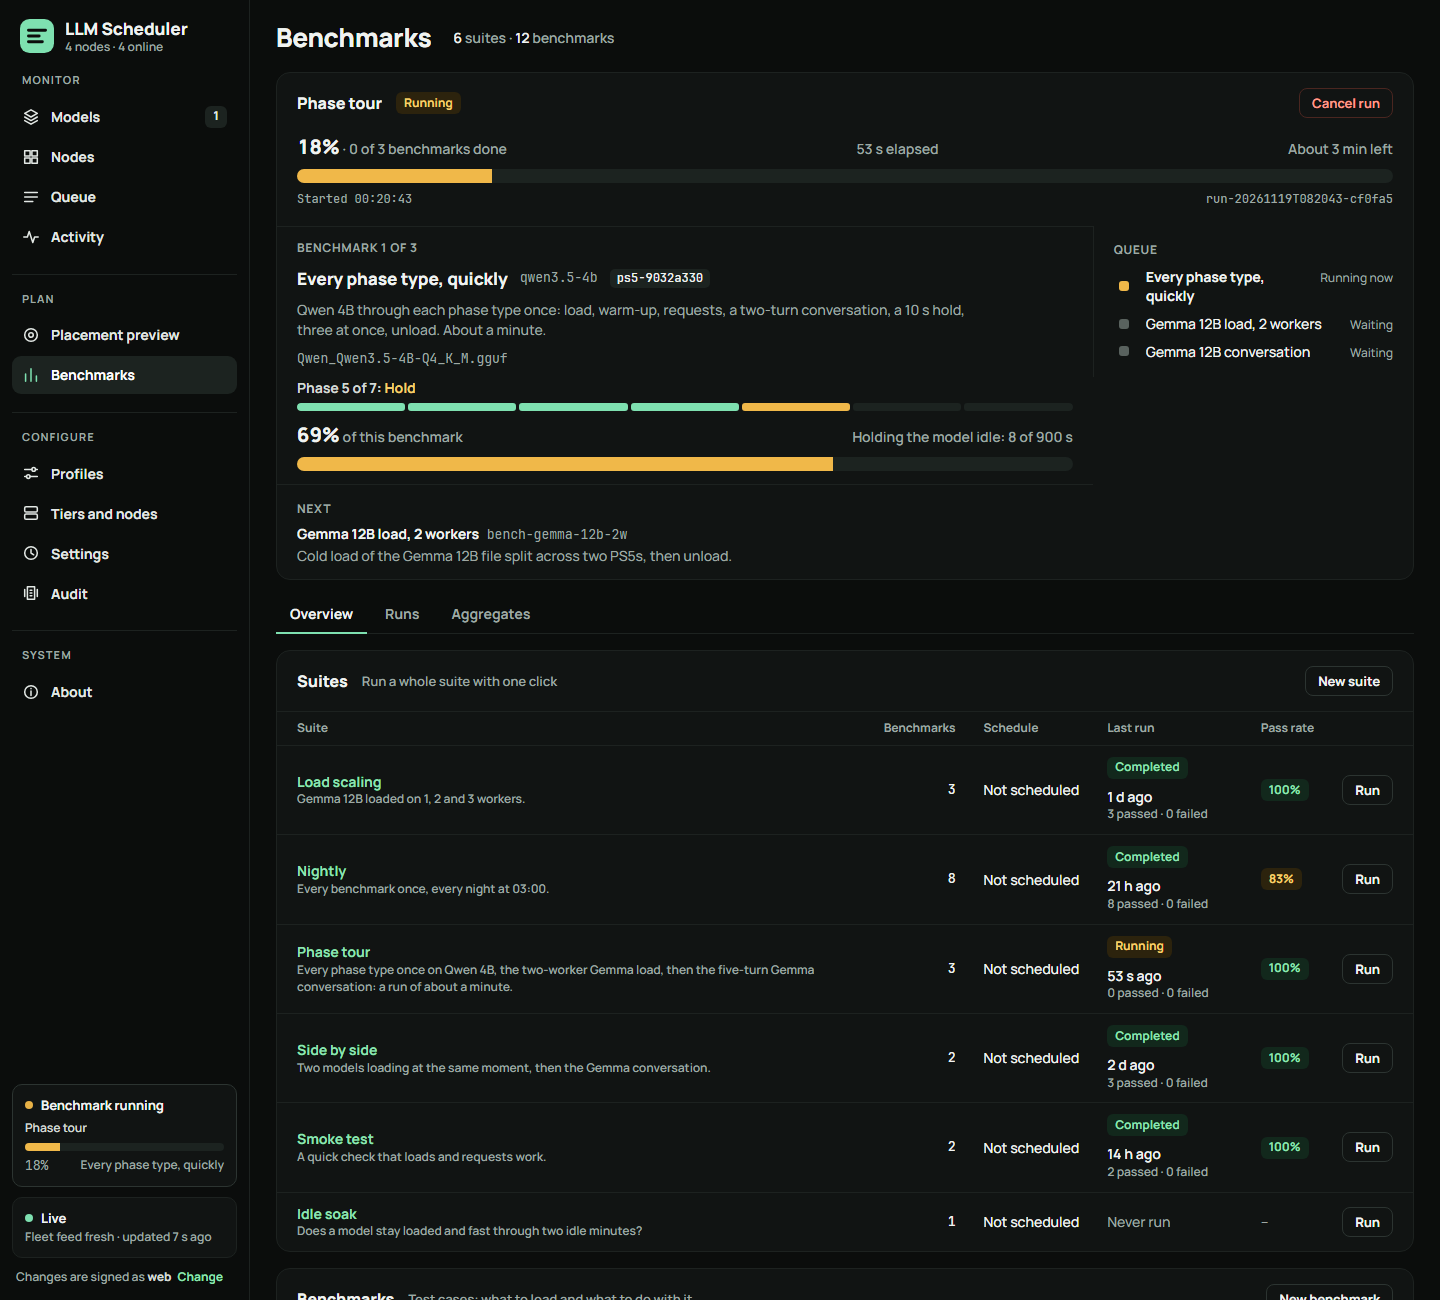 LLM Scheduler
4 nodes · 4 online
MONITOR
Models 1
Nodes
Queue
Activity
PLAN
Placement preview
Benchmarks
CONFIGURE
Profiles
Tiers and nodes
Settings
Audit
SYSTEM
About
Benchmark running
Phase tour
18% Every phase type, quickly
Live
Fleet feed fresh · updated 7 s ago
Changes are signed as web Change
Benchmarks 6 suites · 12 benchmarks
Phase tour Running Cancel run
18% · 0 of 3 benchmarks done 53 s elapsed About 3 min left
Started 00:20:43 run-20261119T082043-cf0fa5
BENCHMARK 1 OF 3
Every phase type, quickly qwen3.5-4b ps5-9032a330
Qwen 4B through each phase type once: load, warm-up, requests, a two-turn conversation, a 10 s hold,
three at once, unload. About a minute.
Qwen_Qwen3.5-4B-Q4_K_M.gguf
Phase 5 of 7: Hold
69% of this benchmark Holding the model idle: 8 of 900 s
NEXT
Gemma 12B load, 2 workers bench-gemma-12b-2w
Cold load of the Gemma 12B file split across two PS5s, then unload.
QUEUE
Every phase type, Running now
quickly
Gemma 12B load, 2 workers Waiting
Gemma 12B conversation Waiting
Overview Runs Aggregates
Suites Run a whole suite with one click New suite
Suite Benchmarks Schedule Last run Pass rate
Load scaling
Gemma 12B loaded on 1, 2 and 3 workers.
3 Not scheduled
Completed
1 d ago
3 passed · 0 failed
100% Run
Nightly
Every benchmark once, every night at 03:00.
8 Not scheduled
Completed
21 h ago
8 passed · 0 failed
83% Run
Phase tour
Every phase type once on Qwen 4B, the two-worker Gemma load, then the five-turn Gemma
conversation: a run of about a minute.
3 Not scheduled
Running
53 s ago
0 passed · 0 failed
100% Run
Side by side
Two models loading at the same moment, then the Gemma conversation.
2 Not scheduled
Completed
2 d ago
3 passed · 0 failed
100% Run
Smoke test
A quick check that loads and requests work.
2 Not scheduled
Completed
14 h ago
2 passed · 0 failed
100% Run
Idle soak
Does a model stay loaded and fast through two idle minutes?
1 Not scheduled Never run – Run
Benchmarks Test cases: what to load and what to do with it New benchmark